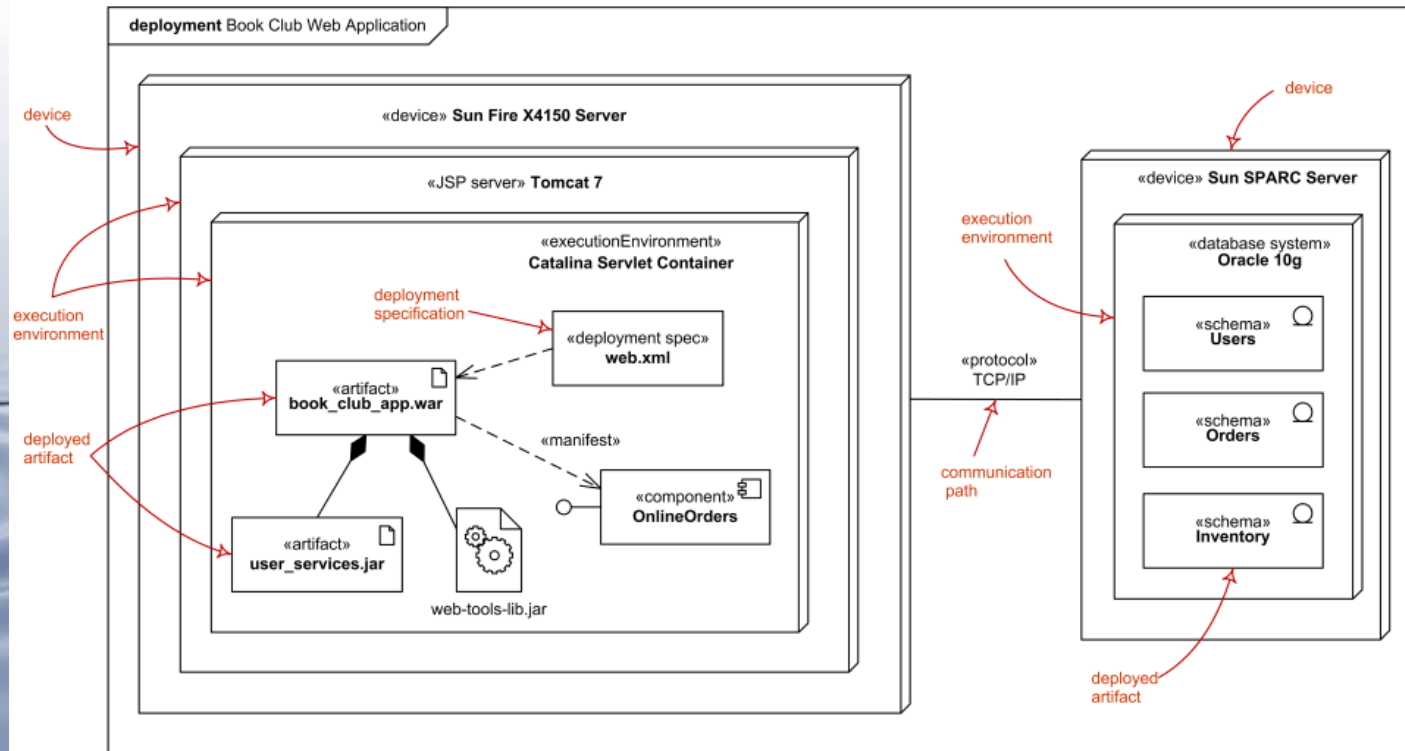 deployment Book Club Web Application
device
«device» Sun Fire X4150 Server
«JSP server» Tomcat 7
«executionEnvironment»
Catalina Servlet Container
deployment
specification
execution
environment
«deployment spec»
web.xml
«artifact»
book_club_app.war
«manifest»
deployed
artifact
«component»
OnlineOrders
«artifact»
user_services.jar
web-tools-lib.jar
«protocol»
TCP/IP
communication
path
device
«device» Sun SPARC Server
execution
environment
«database system»
Oracle 10g
«schema»
Users
«schema»
Orders
«schema»
Inventory
deployed
artifact